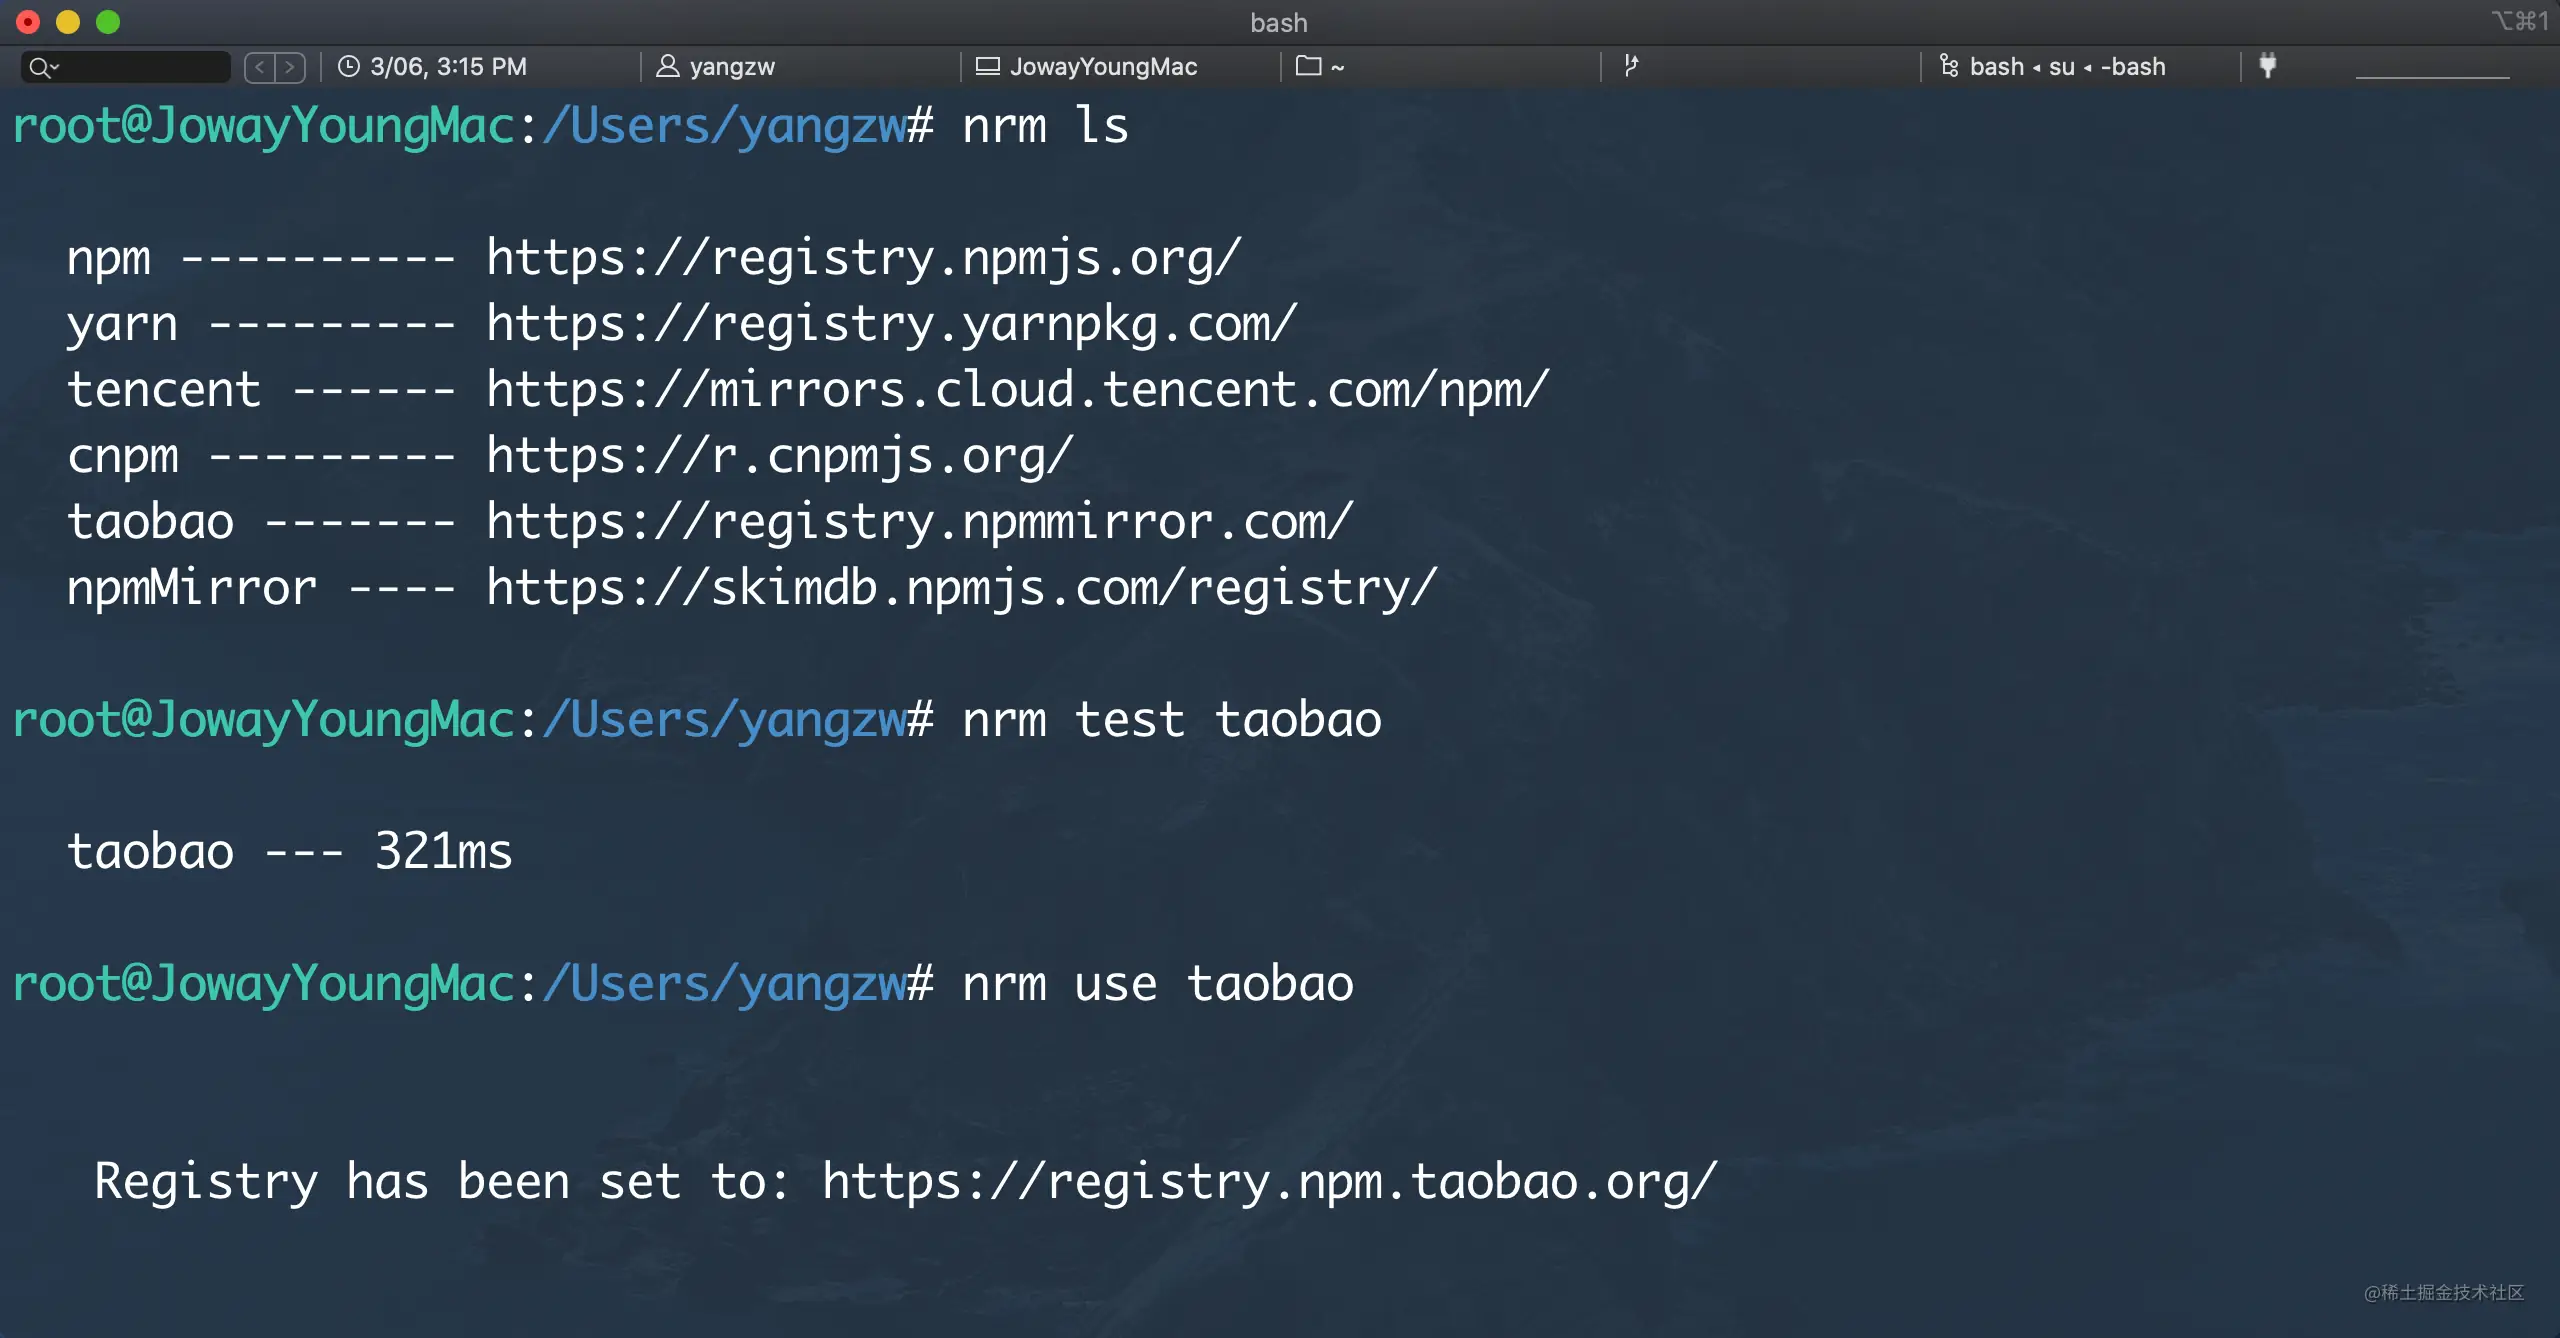 bash
⌥⌘1
3/06, 3:15 PM yangzw JowayYoungMac ~ bash ◂ su ◂ -bash
root@JowayYoungMac:/Users/yangzw# nrm ls
npm ---------- https://registry.npmjs.org/
yarn --------- https://registry.yarnpkg.com/
tencent ------ https://mirrors.cloud.tencent.com/npm/
cnpm --------- https://r.cnpmjs.org/
taobao ------- https://registry.npmmirror.com/
npmMirror ---- https://skimdb.npmjs.com/registry/
root@JowayYoungMac:/Users/yangzw# nrm test taobao
taobao --- 321ms
root@JowayYoungMac:/Users/yangzw# nrm use taobao
Registry has been set to: https://registry.npm.taobao.org/
@稀土掘金技术社区